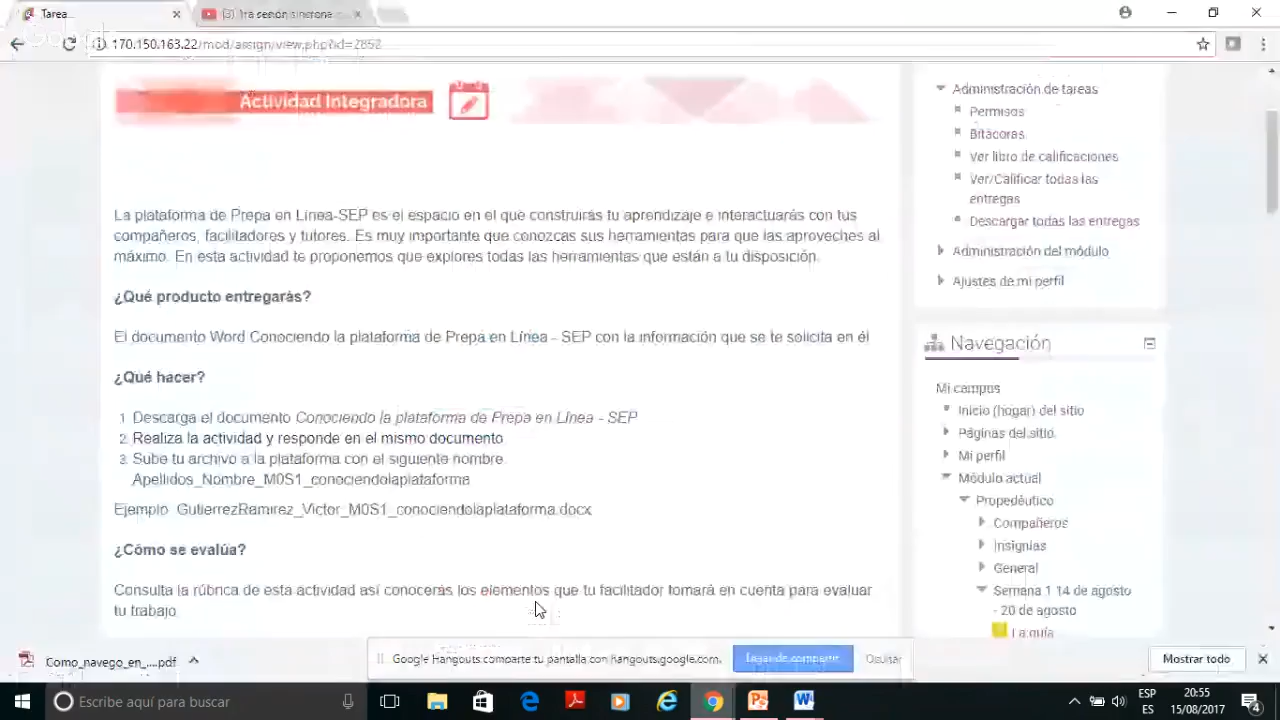 Tarea
170.150.163.22/mod/assign/view.php?id=2852
Actividad Integradora
La plataforma de Prepa en Línea-SEP es el espacio en el que construirás tu aprendizaje e interactuarás con tus
compañeros, facilitadores y tutores. Es muy importante que conozcas sus herramientas para que las aproveches al
máximo. En esta actividad te proponemos que explores todas las herramientas que están a tu disposición.
¿Qué producto entregarás?
El documento Word Conociendo la plataforma de Prepa en Línea - SEP con la información que se te solicita en él
¿Qué hacer?
1 Descarga el documento Conociendo la plataforma de Prepa en Línea - SEP
2 Realiza la actividad y responde en el mismo documento
3 Sube tu archivo a la plataforma con el siguiente nombre
Apellidos_Nombre_M0S1_conociendolaplataforma
Ejemplo GutierrezRamirez_Victor_M0S1_conociendolaplataforma.docx
¿Cómo se evalúa?
Consulta la rúbrica de esta actividad así conocerás los elementos que tu facilitador tomará en cuenta para evaluar
tu trabajo
Administración de tareas
Permisos
Bitácoras
Ver libro de calificaciones
Ver/Calificar todas las
entregas
Descargar todas las entregas
Administración del módulo
Ajustes de mi perfil
Navegación
Mi campus
Inicio (hogar) del sitio
Páginas del sitio
Mi perfil
Módulo actual
Propedéutico
Compañeros
Insignias
General
Semana 1 14 de agosto
- 20 de agosto
La guía
Como_navego_en_....pdf
Google Hangouts comparte tu pantalla con hangouts.google.com.
Dejar de compartir
Ocultar
Mostrar todo
Escribe aquí para buscar
ESP
ES
20:55
15/08/2017
4